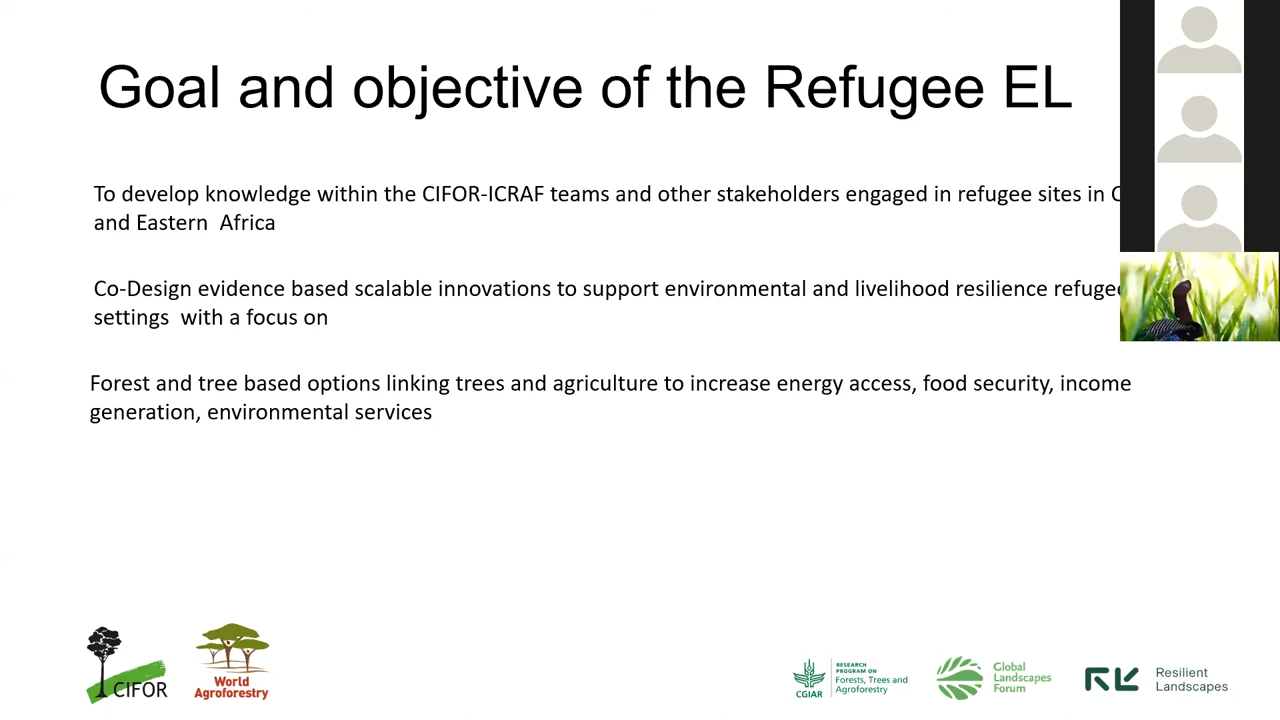 Goal and objective of the Refugee EL
To develop knowledge within the CIFOR-ICRAF teams and other stakeholders engaged in refugee sites in
and Eastern Africa
Co-Design evidence based scalable innovations to support environmental and livelihood resilience refugee
settings with a focus on
Forest and tree based options linking trees and agriculture to increase energy access, food security, income
generation, environmental services
CIFOR
World
Agroforestry
CGIAR
RESEARCH
PROGRAM ON
Forests, Trees and
Agroforestry
Global
Landscapes
Forum
Resilient
Landscapes